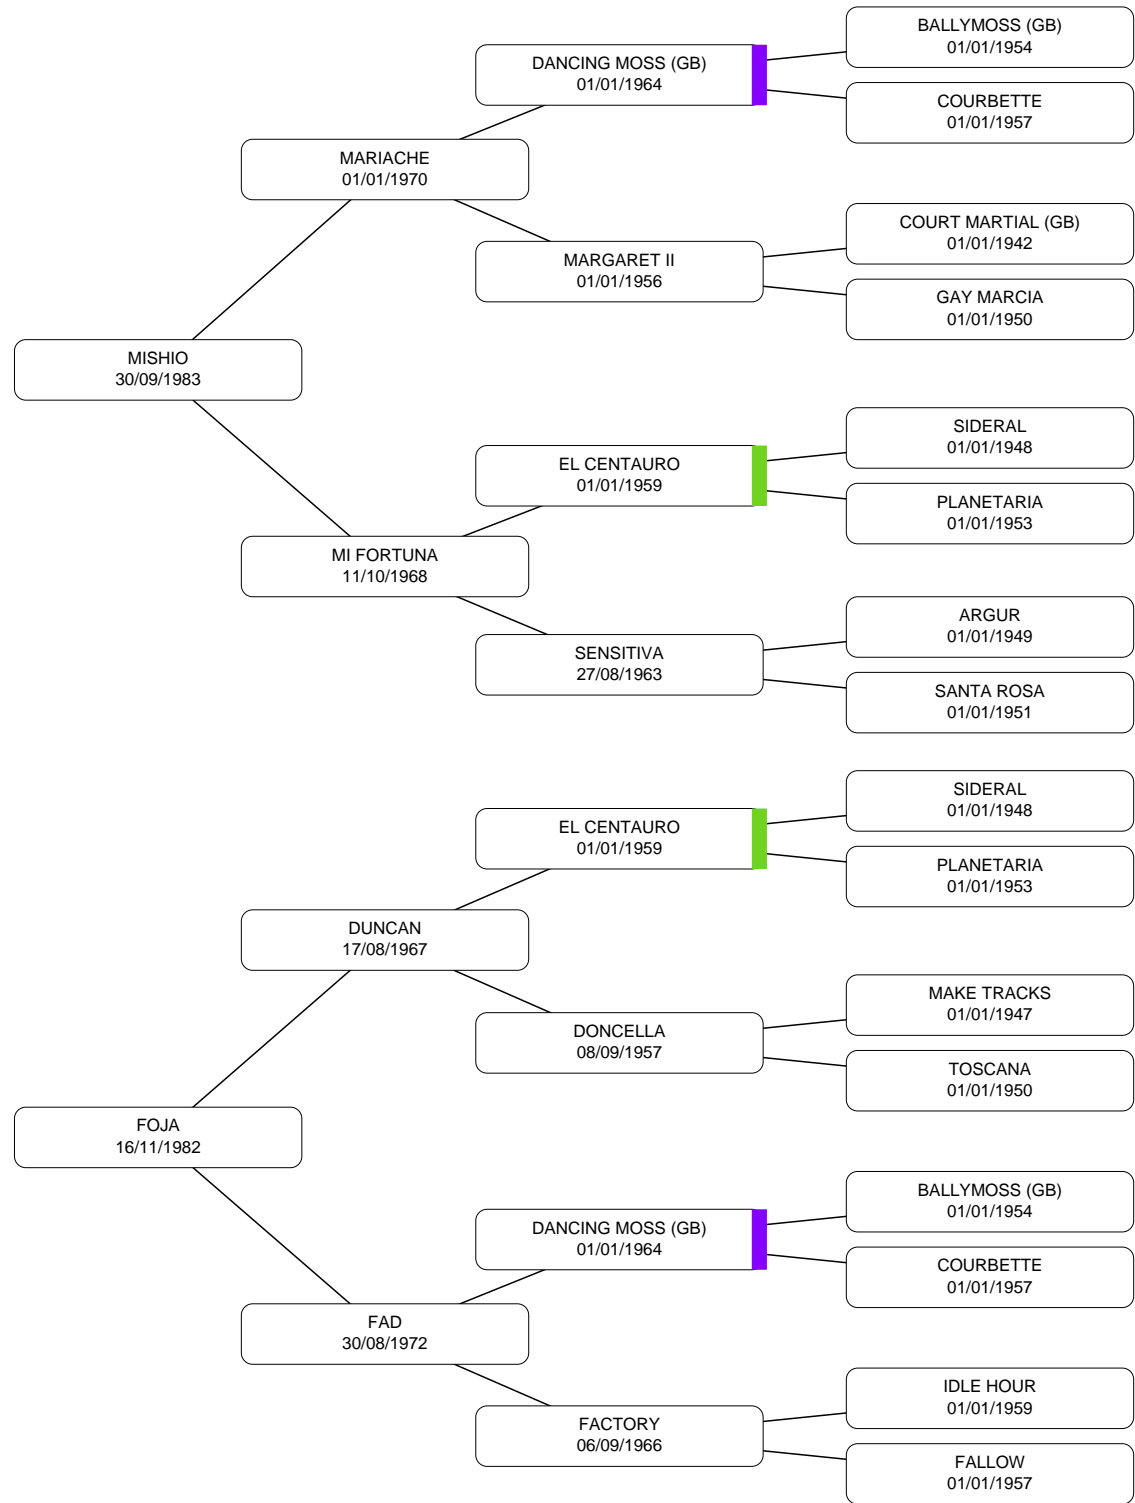 BALLYMOSS (GB)
01/01/1954
DANCING MOSS (GB)
01/01/1964
COURBETTE
01/01/1957
MARIACHE
01/01/1970
COURT MARTIAL (GB)
01/01/1942
MARGARET II
01/01/1956
GAY MARCIA
01/01/1950
MISHIO
30/09/1983
SIDERAL
01/01/1948
EL CENTAURO
01/01/1959
PLANETARIA
01/01/1953
MI FORTUNA
11/10/1968
ARGUR
01/01/1949
SENSITIVA
27/08/1963
SANTA ROSA
01/01/1951
SIDERAL
01/01/1948
EL CENTAURO
01/01/1959
PLANETARIA
01/01/1953
DUNCAN
17/08/1967
MAKE TRACKS
01/01/1947
DONCELLA
08/09/1957
TOSCANA
01/01/1950
FOJA
16/11/1982
BALLYMOSS (GB)
01/01/1954
DANCING MOSS (GB)
01/01/1964
COURBETTE
01/01/1957
FAD
30/08/1972
IDLE HOUR
01/01/1959
FACTORY
06/09/1966
FALLOW
01/01/1957